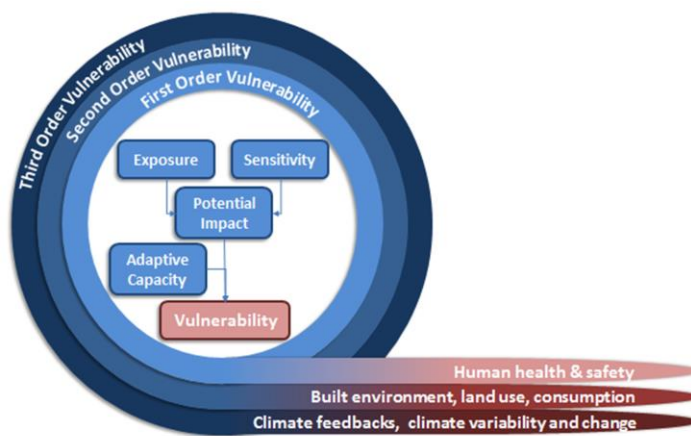 Third Order Vulnerability
Second Order Vulnerability
First Order Vulnerability
Exposure
Sensitivity
Potential
Impact
Adaptive
Capacity
Vulnerability
Human health & safety
Built environment, land use, consumption
Climate feedbacks, climate variability and change